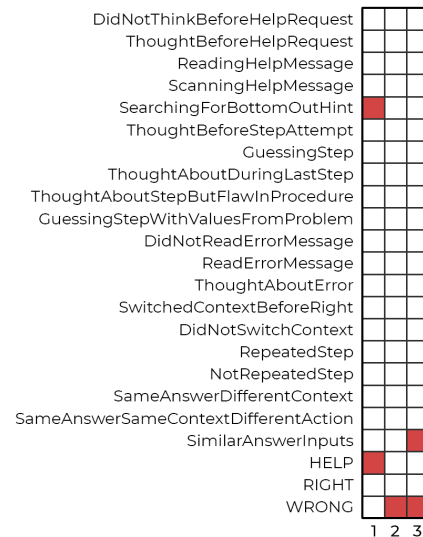 DidNotThinkBeforeHelpRequest
ThoughtBeforeHelpRequest
ReadingHelpMessage
ScanningHelpMessage
SearchingForBottomOutHint
ThoughtBeforeStepAttempt
GuessingStep
ThoughtAboutDuringLastStep
ThoughtAboutStepButFlawInProcedure
GuessingStepWithValuesFromProblem
DidNotReadErrorMessage
ReadErrorMessage
ThoughtAboutError
SwitchedContextBeforeRight
DidNotSwitchContext
RepeatedStep
NotRepeatedStep
SameAnswerDifferentContext
SameAnswerSameContextDifferentAction
SimilarAnswerInputs
HELP
RIGHT
WRONG
1 2 3